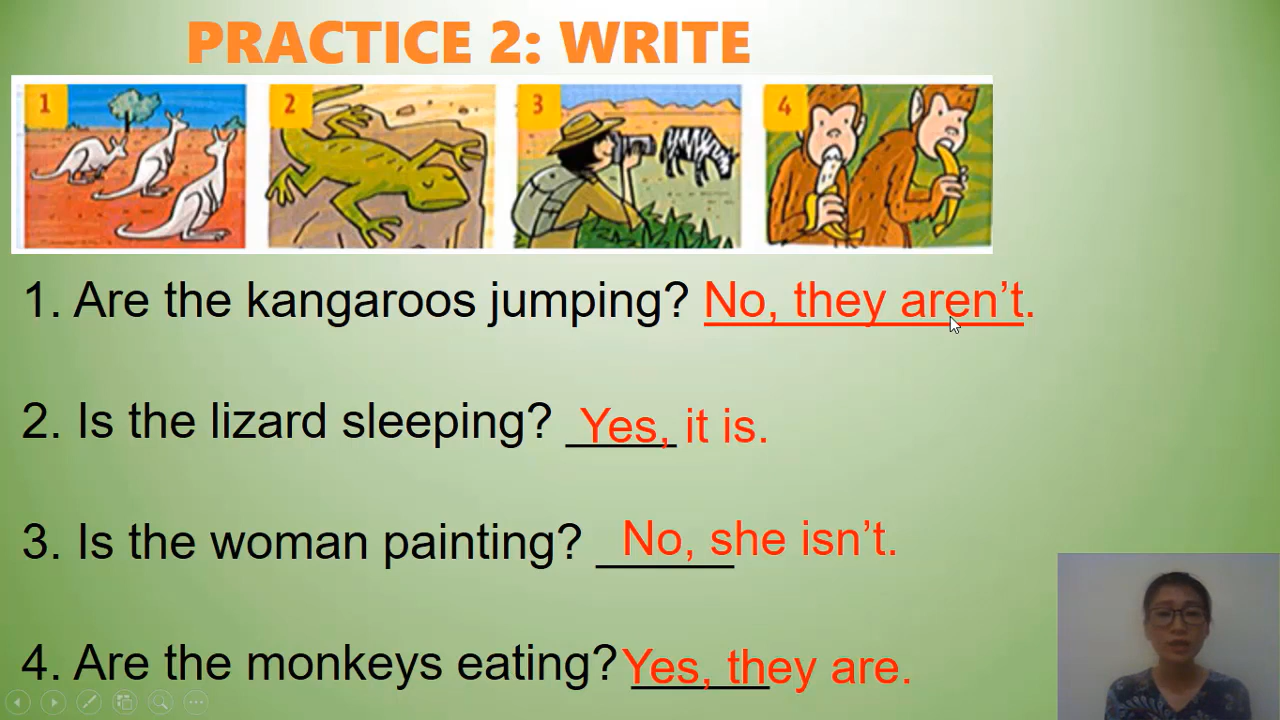 PRACTICE 2: WRITE
1 2 3 4
1. Are the kangaroos jumping? No, they aren’t.
2. Is the lizard sleeping? Yes, it is.
3. Is the woman painting? No, she isn’t.
4. Are the monkeys eating? Yes, they are.